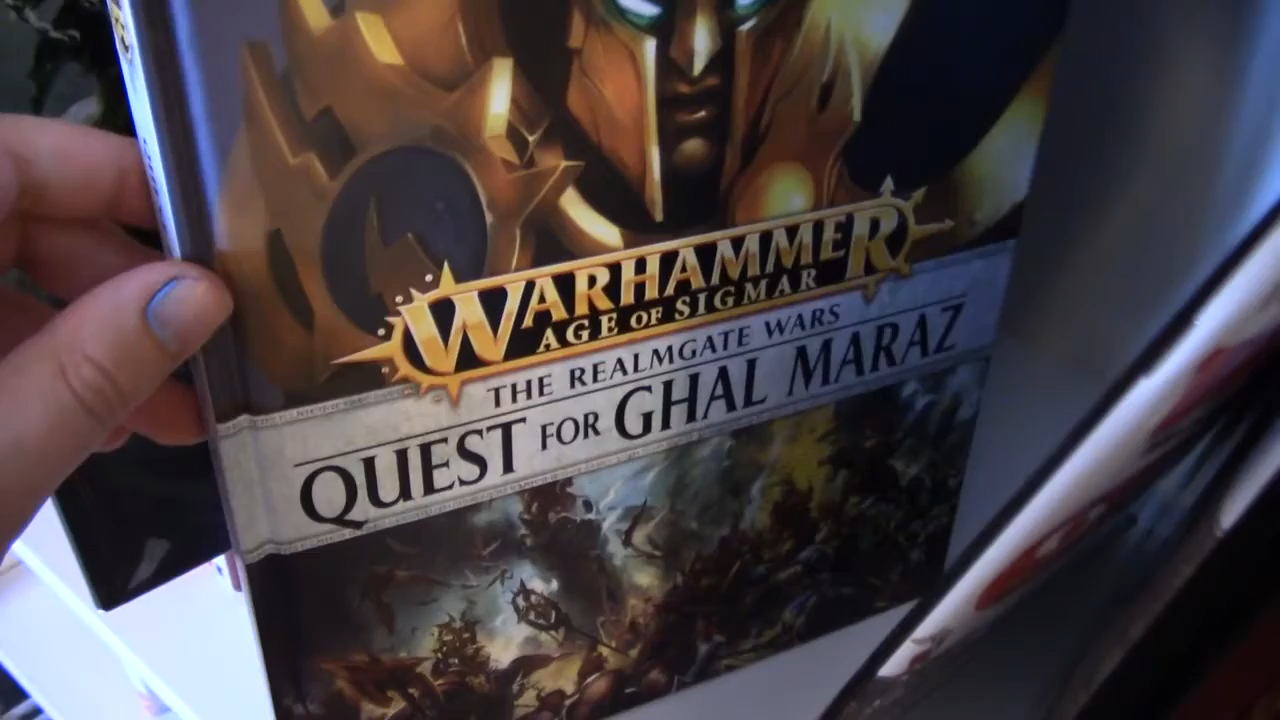 WARHAMMER
AGE OF SIGMAR
THE REALMGATE WARS
QUEST FOR GHAL MARAZ